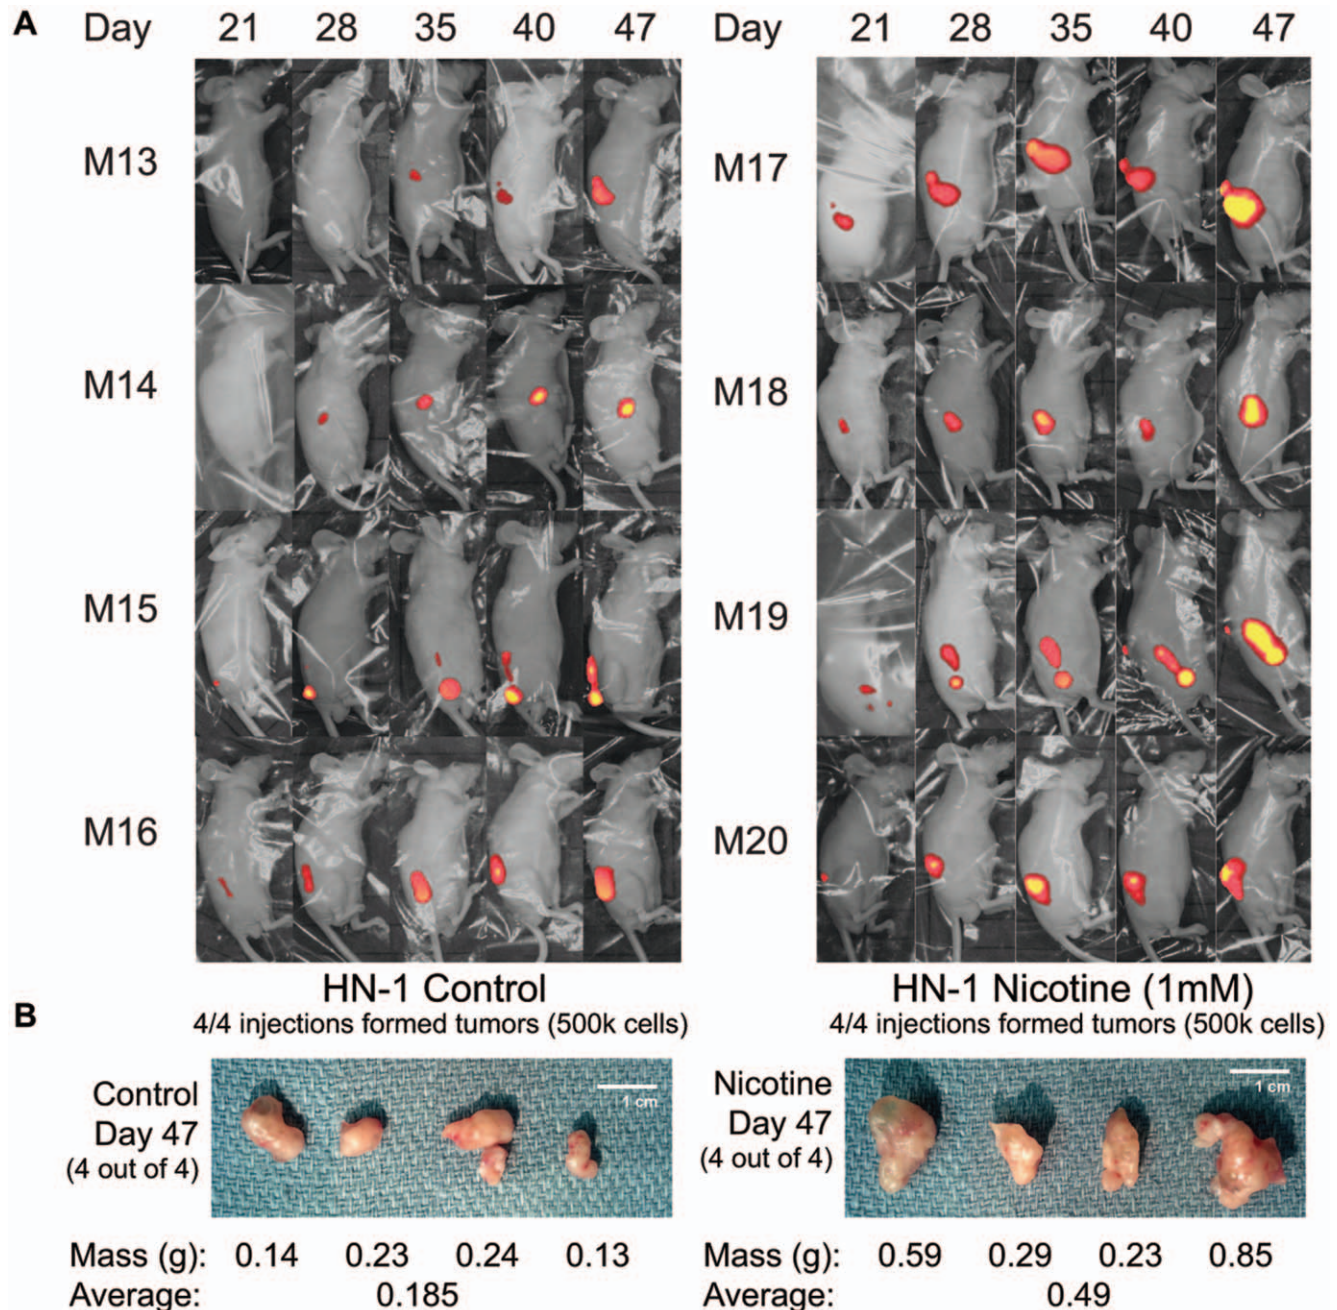 A Day 21 28 35 40 47 Day 21 28 35 40 47
M13 M17
M14 M18
M15 M19
M16 M20
HN-1 Control HN-1 Nicotine (1mM)
B 4/4 injections formed tumors (500k cells) 4/4 injections formed tumors (500k cells)
Control
Day 47
(4 out of 4)
1 cm
Nicotine
Day 47
(4 out of 4)
1 cm
Mass (g): 0.14 0.23 0.24 0.13 Mass (g): 0.59 0.29 0.23 0.85
Average: 0.185 Average: 0.49